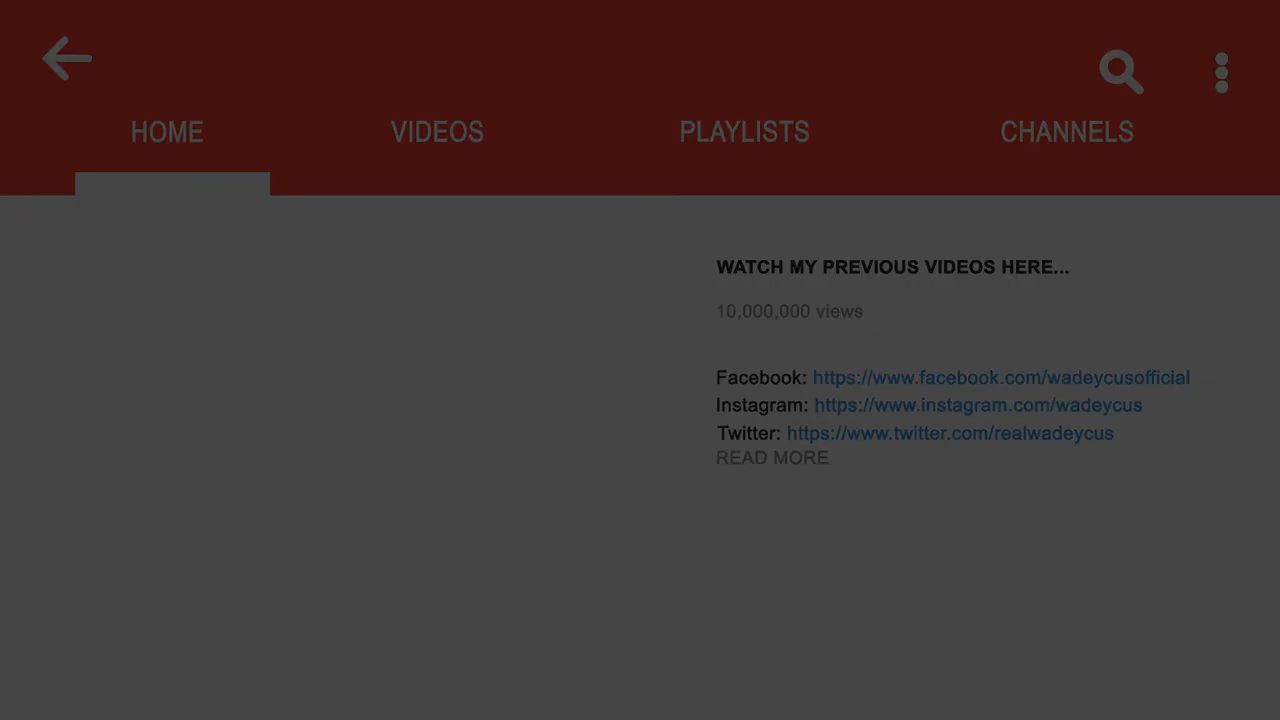 HOME VIDEOS PLAYLISTS CHANNELS
WATCH MY PREVIOUS VIDEOS HERE...
10,000,000 views
Facebook: https://www.facebook.com/wadeycusofficial
Instagram: https://www.instagram.com/wadeycus
Twitter: https://www.twitter.com/realwadeycus
READ MORE